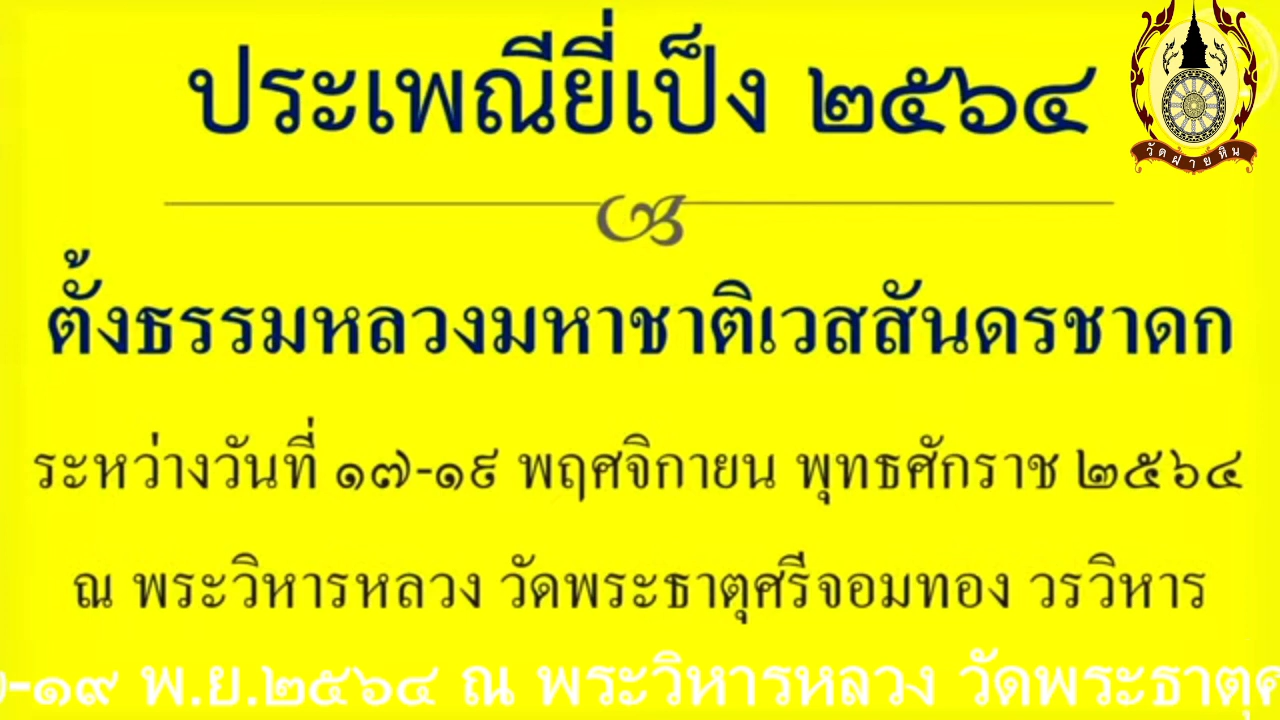 ประเพณียี่เป็ง ๒๕๖๔
วัดฝายหิน
ตั้งธรรมหลวงมหาชาติเวสสันดรชาดก
ระหว่างวันที่ ๑๗-๑๙ พฤศจิกายน พุทธศักราช ๒๕๖๔
ณ พระวิหารหลวง วัดพระธาตุศรีจอมทอง วรวิหาร
-๑๙ พ.ย.๒๕๖๔ ณ พระวิหารหลวง วัดพระธาตุ